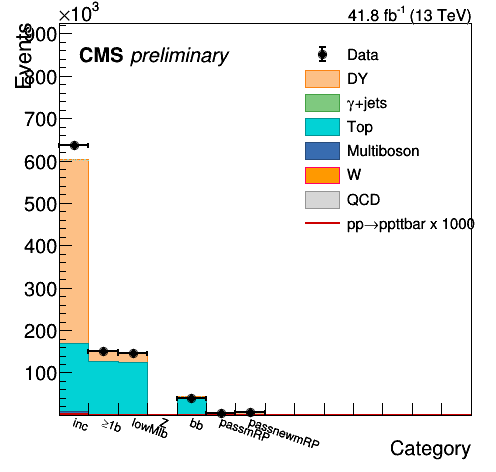 ×10³
41.8 fb⁻¹ (13 TeV)
Events
900
800
700
600
500
400
300
200
100
CMS preliminary
Data
DY
γ+jets
Top
Multiboson
W
QCD
pp→ppttbar x 1000
inc
≥1b
lowMlb
Z
bb
passmRP
passnewmRP
Category